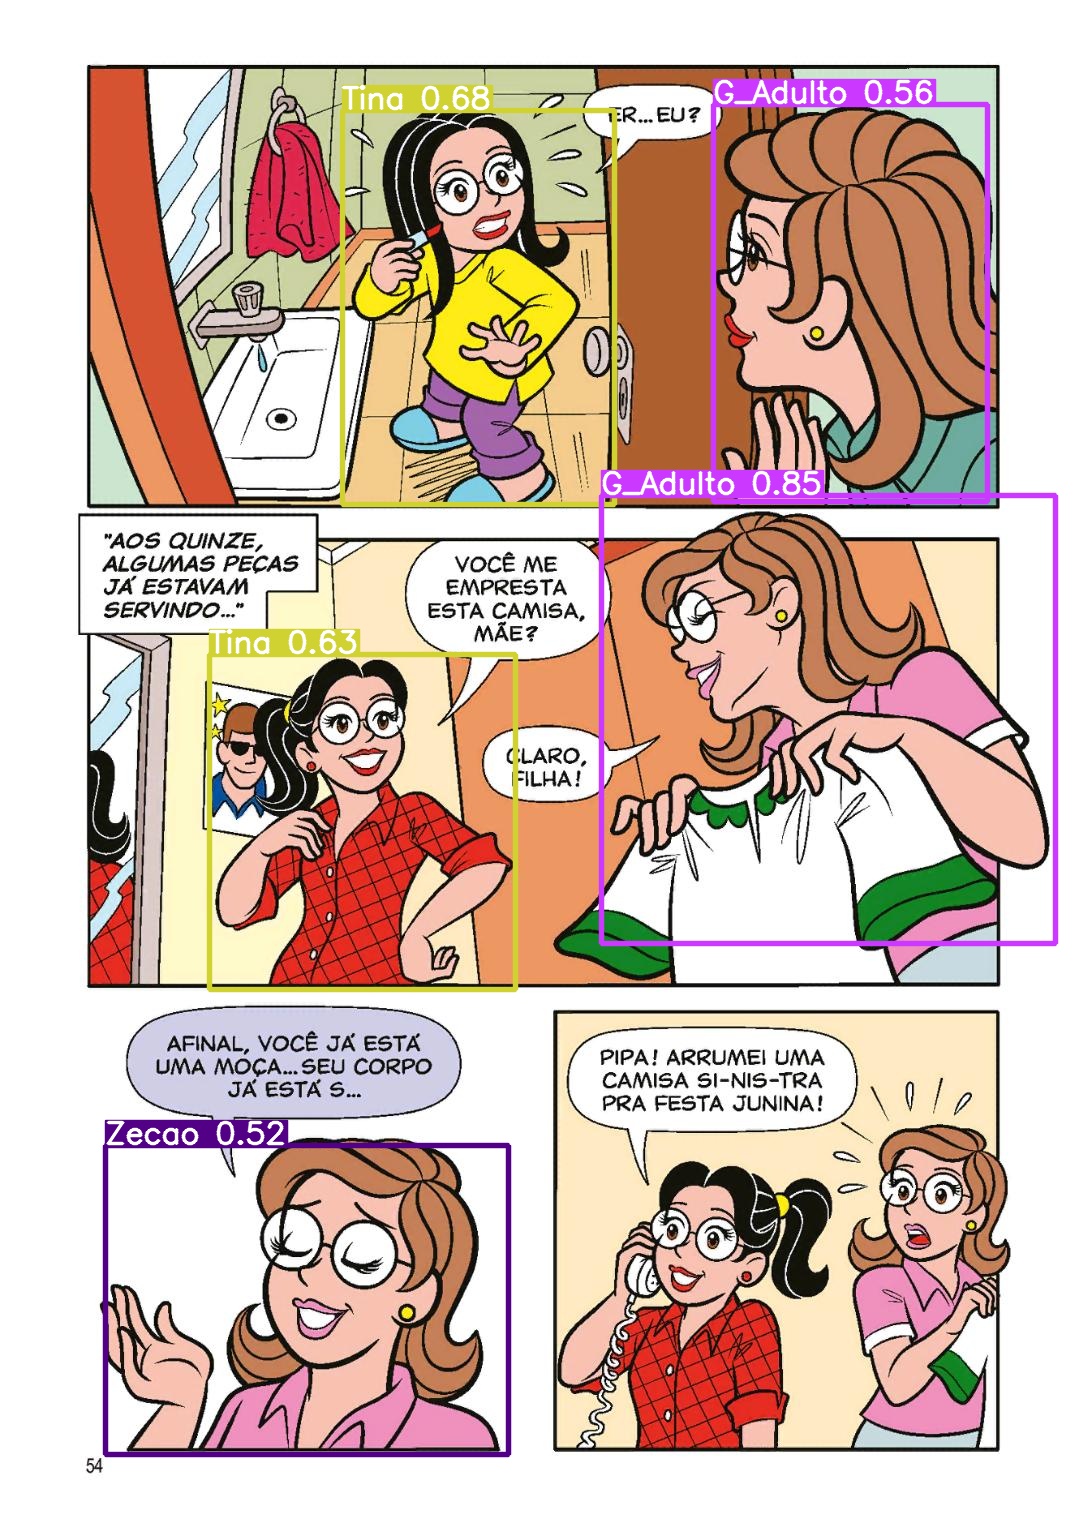 Tina 0.68
G_Adulto 0.56
ER...EU?
G_Adulto 0.85
"AOS QUINZE,
ALGUMAS PEÇAS
JÁ ESTAVAM
SERVINDO..."
VOCÊ ME
EMPRESTA
ESTA CAMISA,
MÃE?
Tina 0.63
CLARO,
FILHA!
AFINAL, VOCÊ JÁ ESTÁ
UMA MOÇA...SEU CORPO
JÁ ESTÁ S...
Zecao 0.52
PIPA! ARRUMEI UMA
CAMISA SI-NIS-TRA
PRA FESTA JUNINA!
54